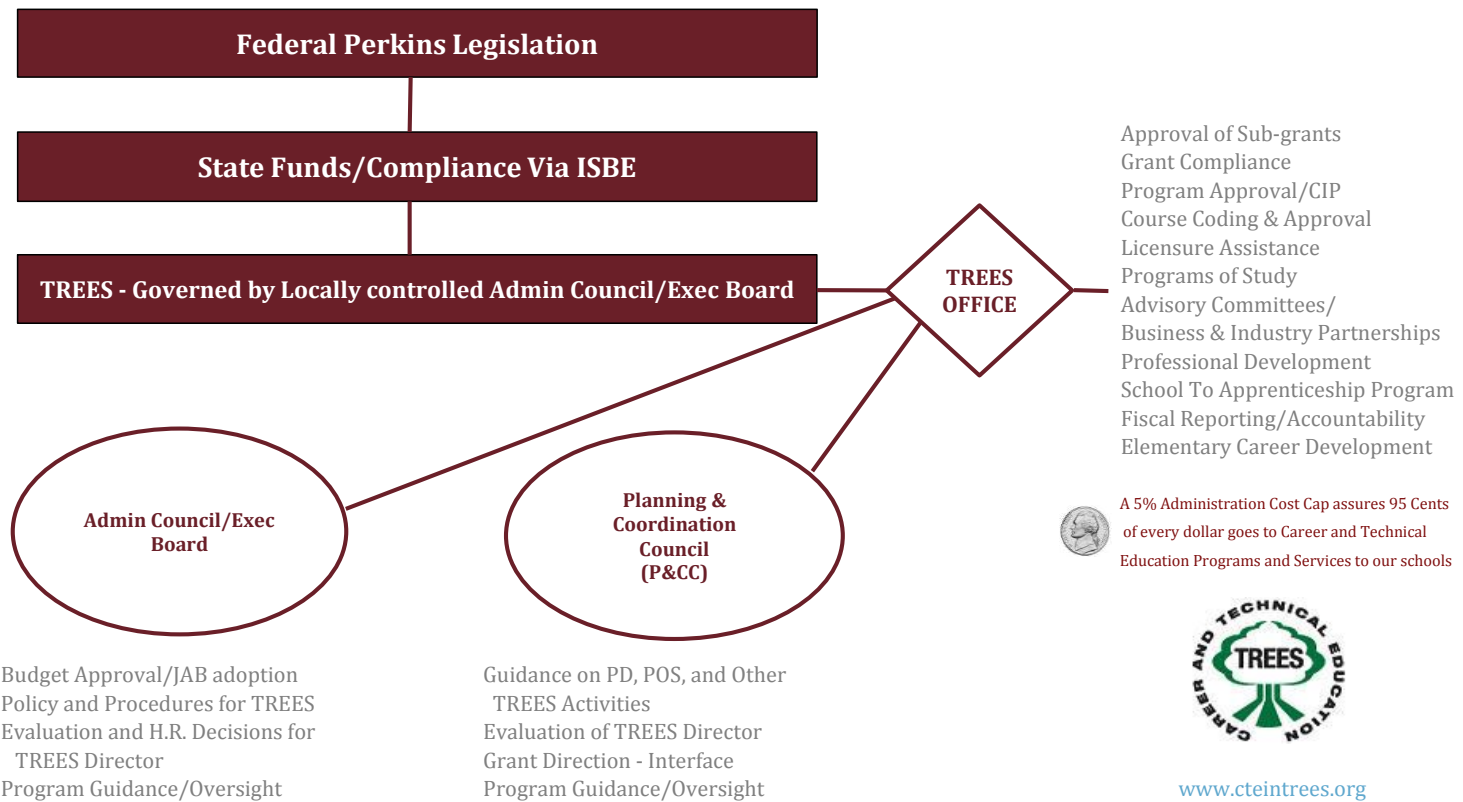 Federal Perkins Legislation
State Funds/Compliance Via ISBE
TREES - Governed by Locally controlled Admin Council/Exec Board
TREES
OFFICE
Approval of Sub-grants
Grant Compliance
Program Approval/CIP
Course Coding & Approval
Licensure Assistance
Programs of Study
Advisory Committees/
Business & Industry Partnerships
Professional Development
School To Apprenticeship Program
Fiscal Reporting/Accountability
Elementary Career Development
A 5% Administration Cost Cap assures 95 Cents
of every dollar goes to Career and Technical
Education Programs and Services to our schools
Admin Council/Exec
Board
Planning &
Coordination
Council
(P&CC)
Budget Approval/JAB adoption
Policy and Procedures for TREES
Evaluation and H.R. Decisions for
TREES Director
Program Guidance/Oversight
Guidance on PD, POS, and Other
TREES Activities
Evaluation of TREES Director
Grant Direction - Interface
Program Guidance/Oversight
CAREER AND TECHNICAL EDUCATION
TREES
www.cteintrees.org